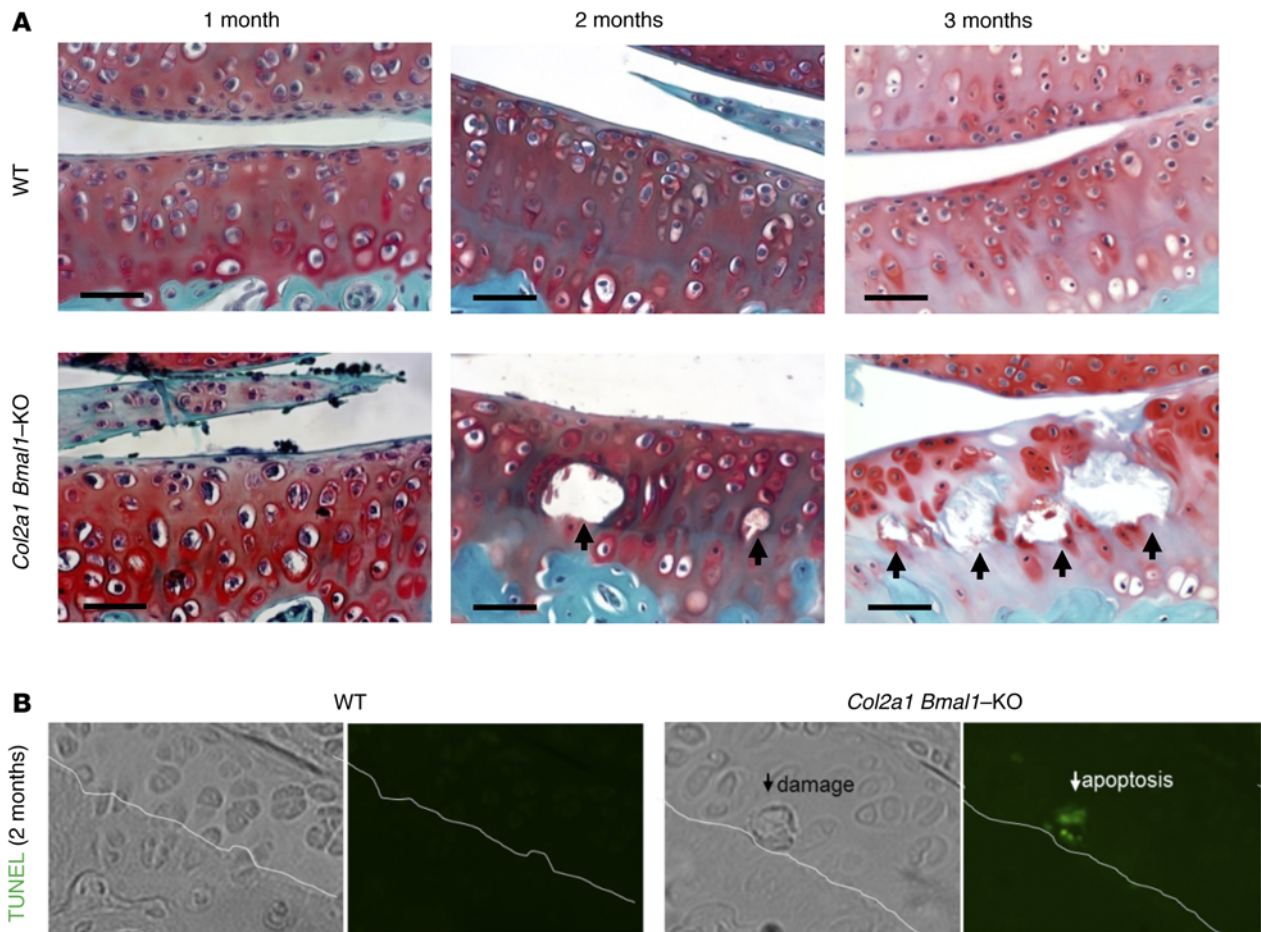 A
1 month
2 months
3 months
WT
Col2a1 Bmal1–KO
B
WT
Col2a1 Bmal1–KO
TUNEL (2 months)
damage
apoptosis